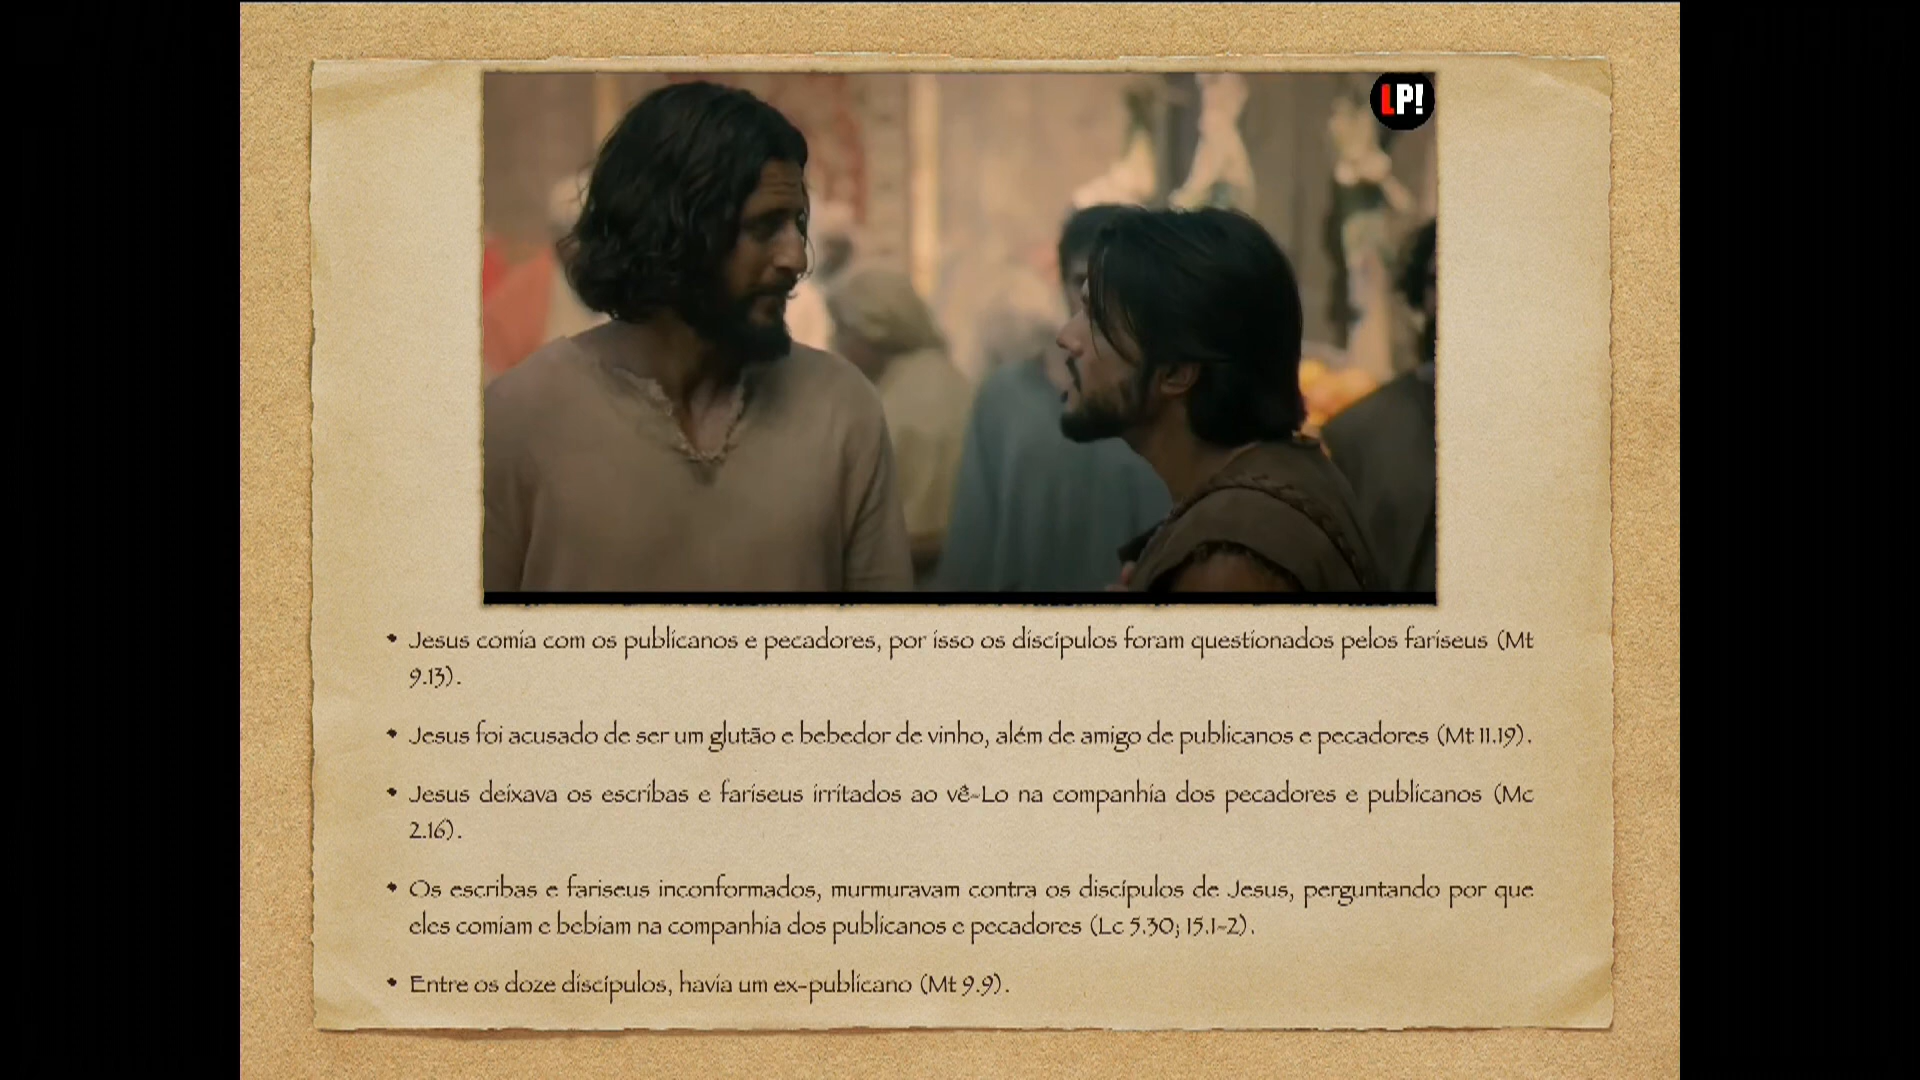 LP!
• Jesus comia com os publicanos e pecadores, por isso os discípulos foram questionados pelos fariseus (Mt
9.13).
• Jesus foi acusado de ser um glutão e bebedor de vinho, além de amigo de publicanos e pecadores (Mt 11.19).
• Jesus deixava os escribas e fariseus irritados ao vê-Lo na companhia dos pecadores e publicanos (Mc
2.16).
• Os escribas e fariseus inconformados, murmuravam contra os discípulos de Jesus, perguntando por que
eles comiam e bebiam na companhia dos publicanos e pecadores (Lc 5.30; 15.1-2).
• Entre os doze discípulos, havia um ex-publicano (Mt 9.9).